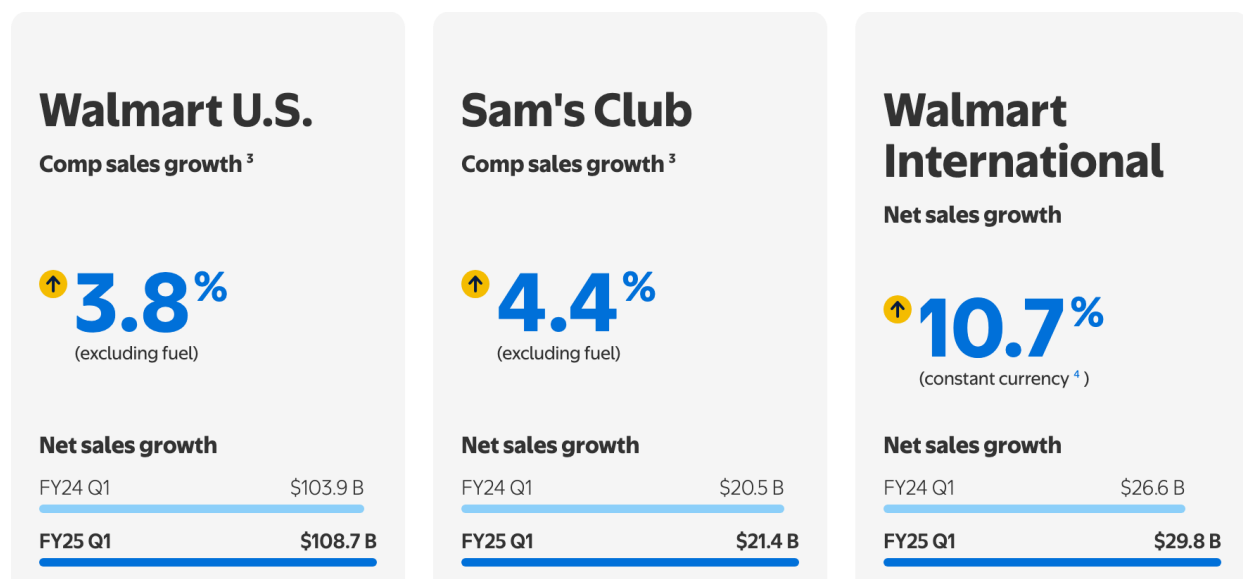 Walmart U.S.
Comp sales growth 3
3.8%
(excluding fuel)
Net sales growth
FY24 Q1 $103.9 B
FY25 Q1 $108.7 B
Sam's Club
Comp sales growth 3
4.4%
(excluding fuel)
Net sales growth
FY24 Q1 $20.5 B
FY25 Q1 $21.4 B
Walmart
International
Net sales growth
10.7%
(constant currency 4 )
Net sales growth
FY24 Q1 $26.6 B
FY25 Q1 $29.8 B